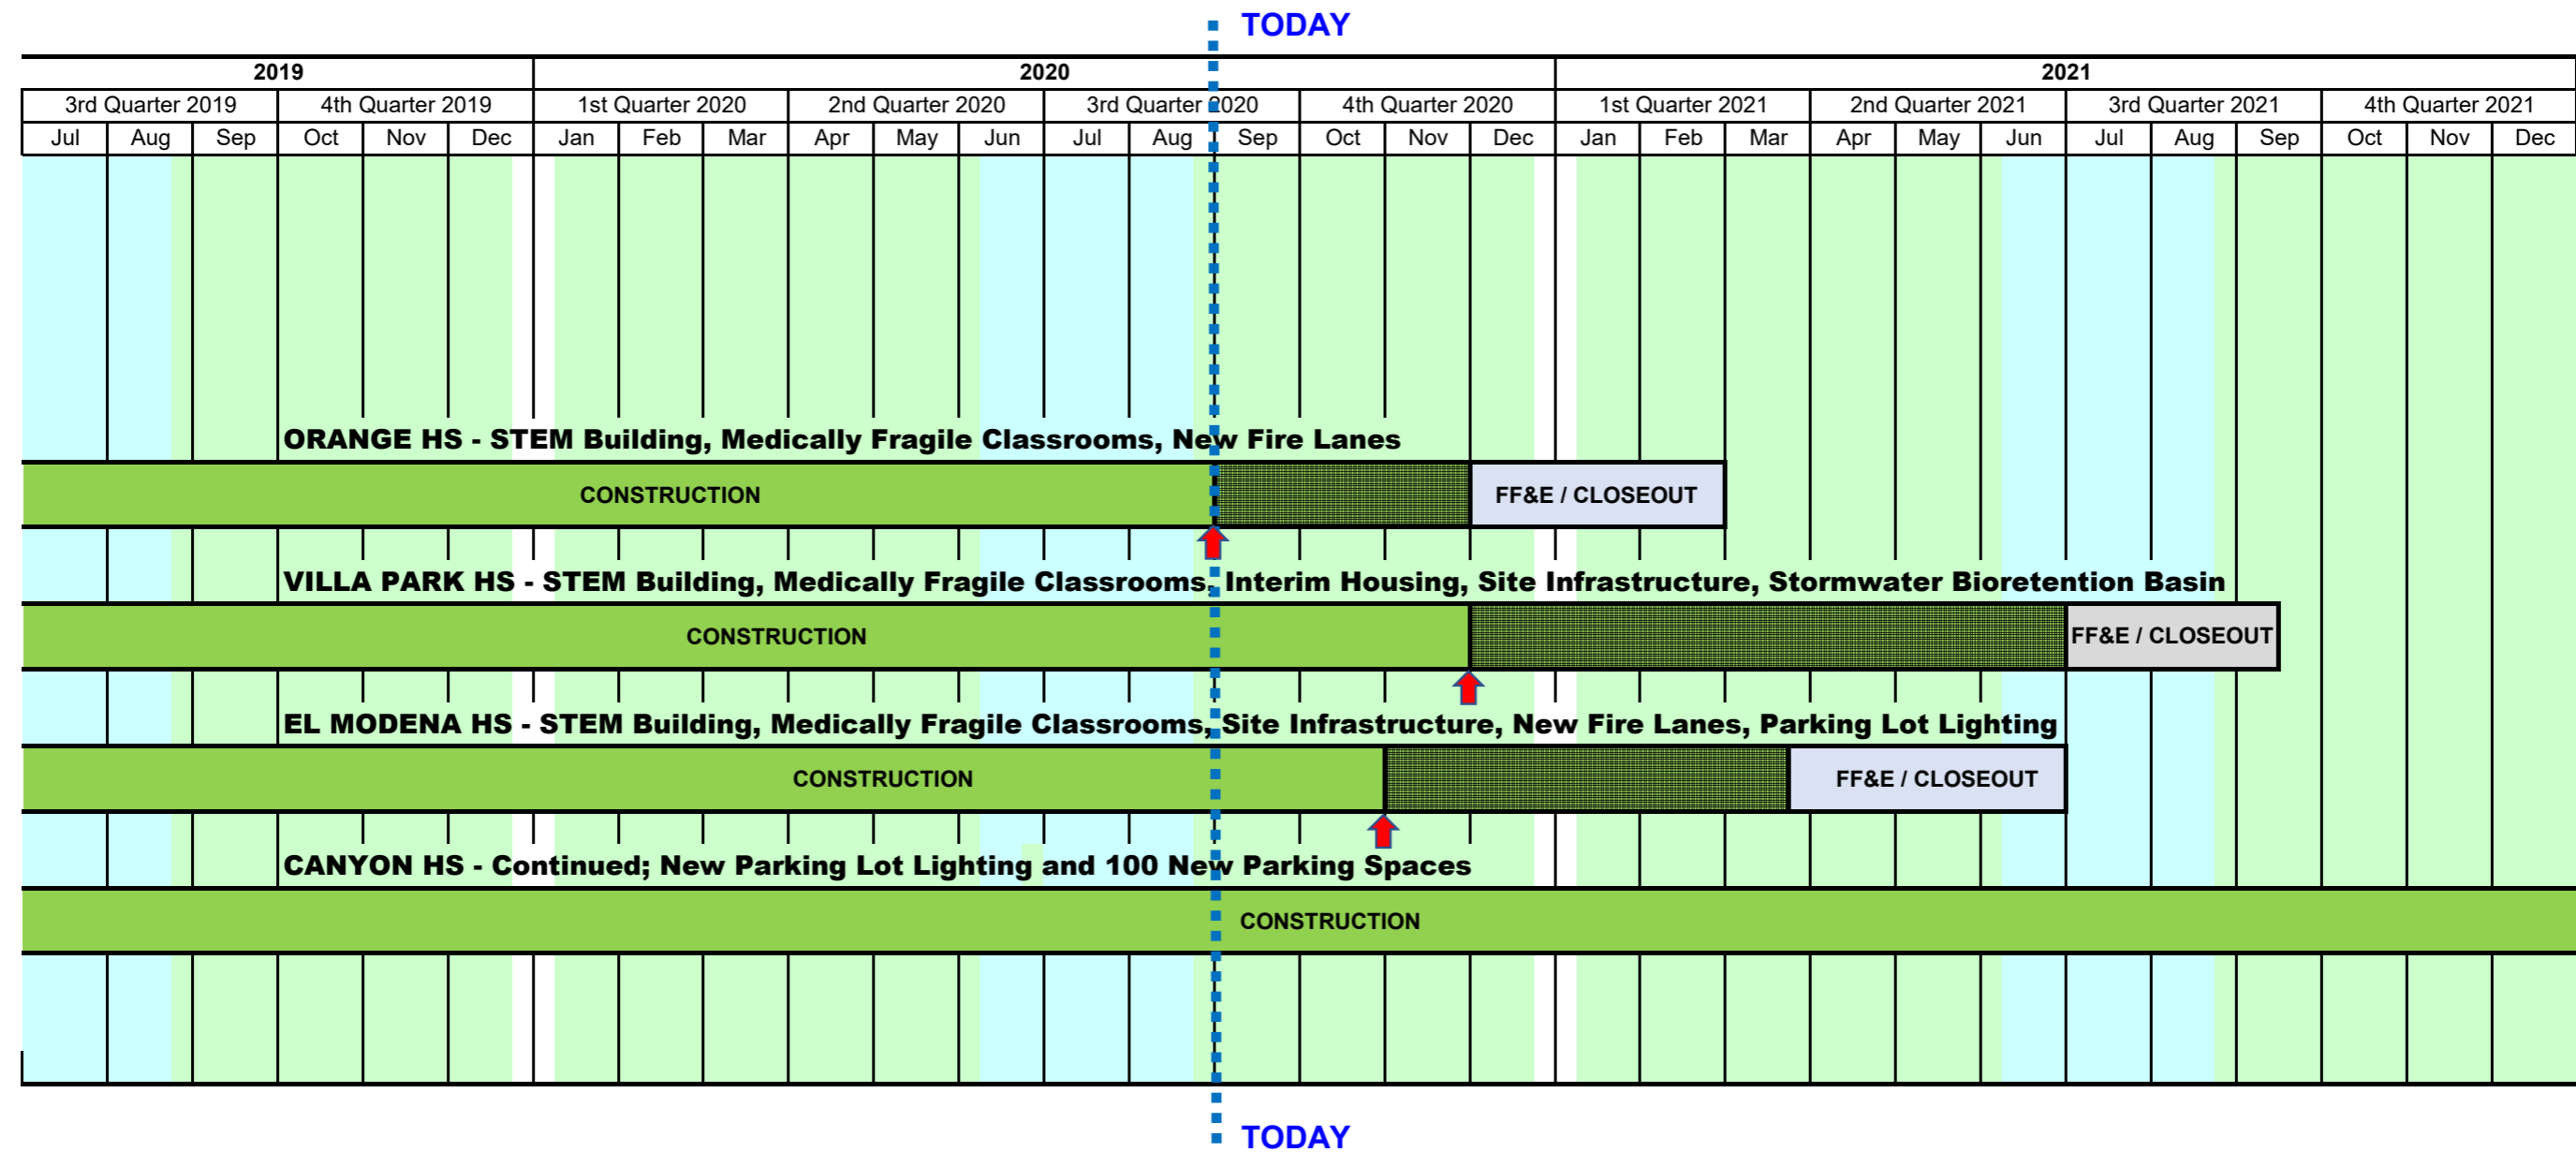 TODAY
2019 2020 2021
3rd Quarter 2019 4th Quarter 2019 1st Quarter 2020 2nd Quarter 2020 3rd Quarter 2020 4th Quarter 2020 1st Quarter 2021 2nd Quarter 2021 3rd Quarter 2021 4th Quarter 2021
Jul Aug Sep Oct Nov Dec Jan Feb Mar Apr May Jun Jul Aug Sep Oct Nov Dec Jan Feb Mar Apr May Jun Jul Aug Sep Oct Nov Dec
ORANGE HS - STEM Building, Medically Fragile Classrooms, New Fire Lanes
CONSTRUCTION FF&E / CLOSEOUT
VILLA PARK HS - STEM Building, Medically Fragile Classrooms, Interim Housing, Site Infrastructure, Stormwater Bioretention Basin
CONSTRUCTION FF&E / CLOSEOUT
EL MODENA HS - STEM Building, Medically Fragile Classrooms, Site Infrastructure, New Fire Lanes, Parking Lot Lighting
CONSTRUCTION FF&E / CLOSEOUT
CANYON HS - Continued; New Parking Lot Lighting and 100 New Parking Spaces
CONSTRUCTION
TODAY